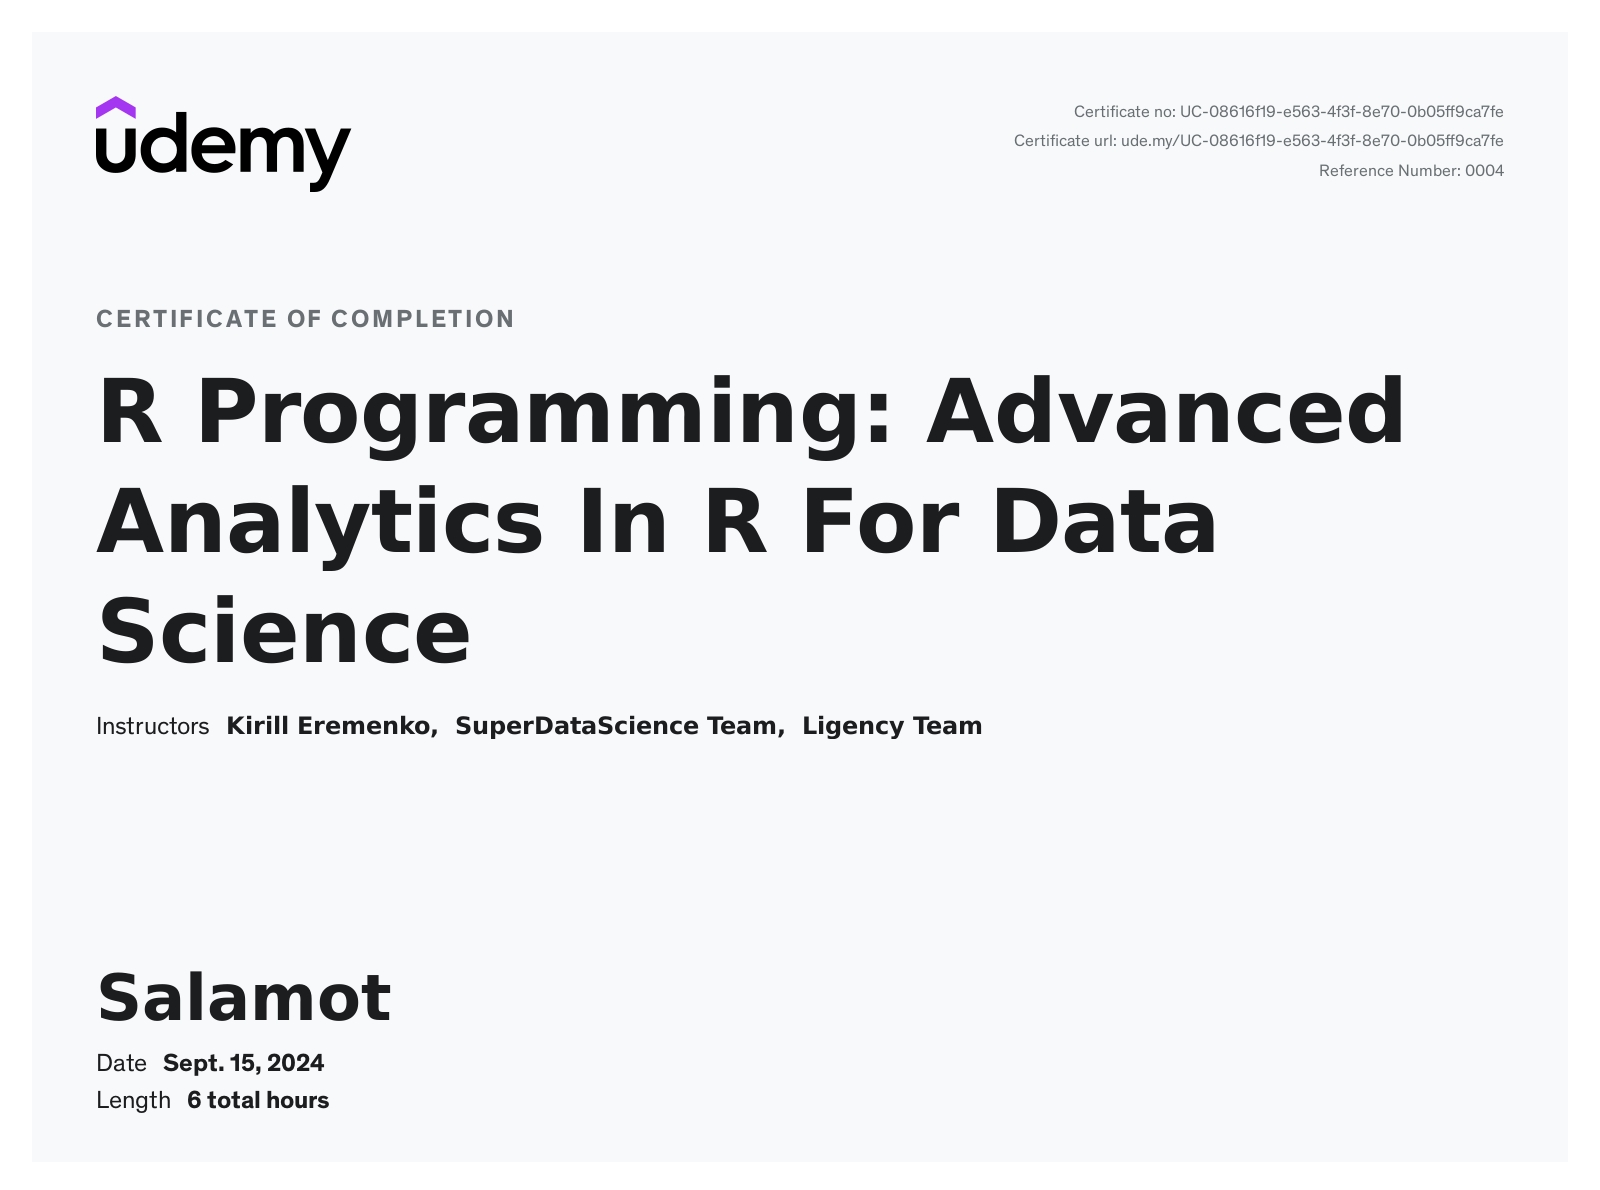 udemy
Certificate no: UC-08616f19-e563-4f3f-8e70-0b05ff9ca7fe
Certificate url: ude.my/UC-08616f19-e563-4f3f-8e70-0b05ff9ca7fe
Reference Number: 0004
CERTIFICATE OF COMPLETION
R Programming: Advanced
Analytics In R For Data
Science
Instructors Kirill Eremenko, SuperDataScience Team, Ligency Team
Salamot
Date Sept. 15, 2024
Length 6 total hours